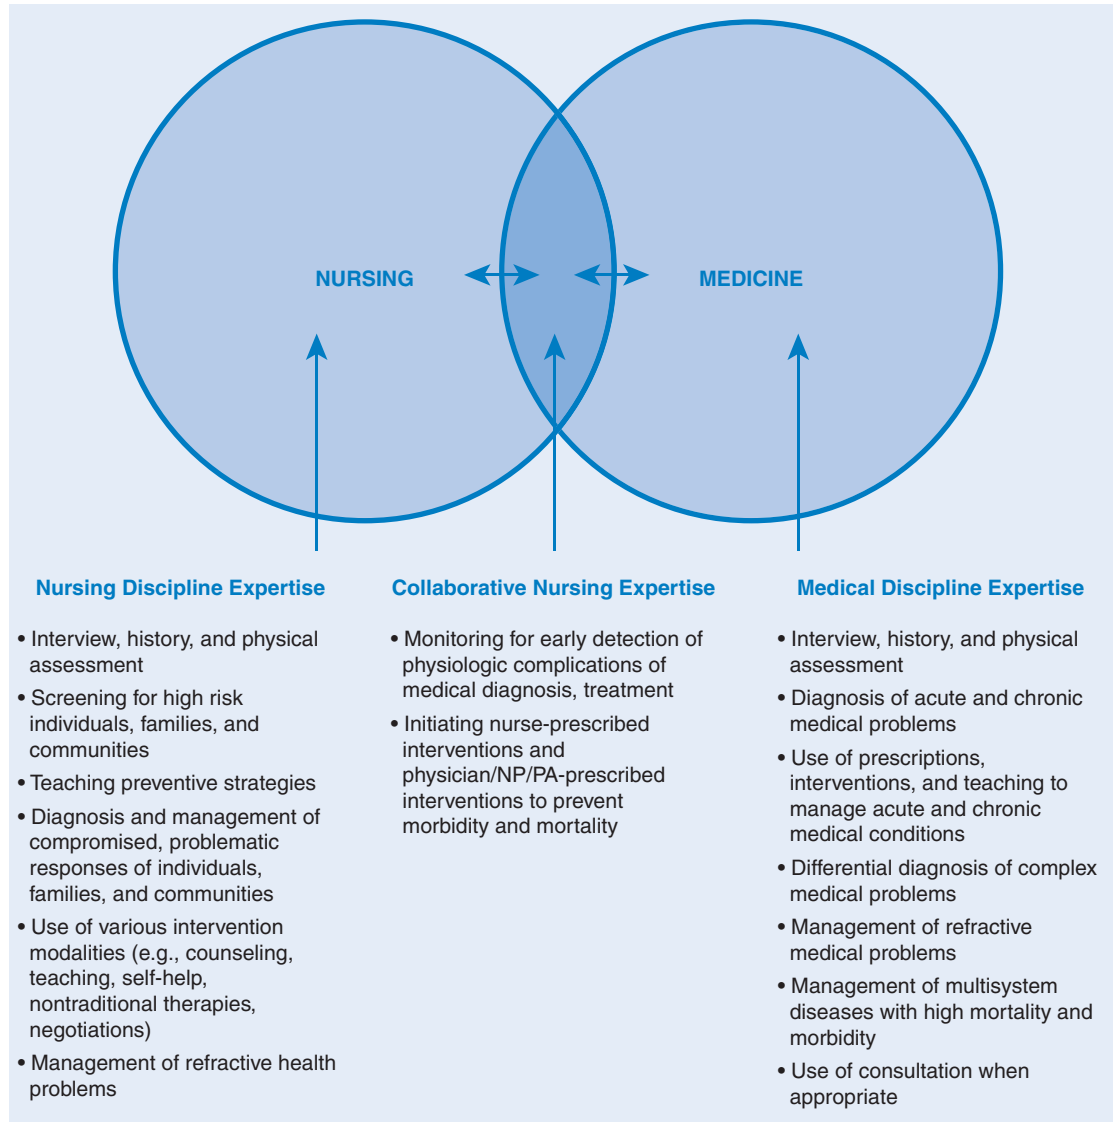 NURSING
MEDICINE
Nursing Discipline Expertise
• Interview, history, and physical
assessment
• Screening for high risk
individuals, families, and
communities
• Teaching preventive strategies
• Diagnosis and management of
compromised, problematic
responses of individuals,
families, and communities
• Use of various intervention
modalities (e.g., counseling,
teaching, self-help,
nontraditional therapies,
negotiations)
• Management of refractive health
problems
Collaborative Nursing Expertise
• Monitoring for early detection of
physiologic complications of
medical diagnosis, treatment
• Initiating nurse-prescribed
interventions and
physician/NP/PA-prescribed
interventions to prevent
morbidity and mortality
Medical Discipline Expertise
• Interview, history, and physical
assessment
• Diagnosis of acute and chronic
medical problems
• Use of prescriptions,
interventions, and teaching to
manage acute and chronic
medical conditions
• Differential diagnosis of complex
medical problems
• Management of refractive
medical problems
• Management of multisystem
diseases with high mortality and
morbidity
• Use of consultation when
appropriate